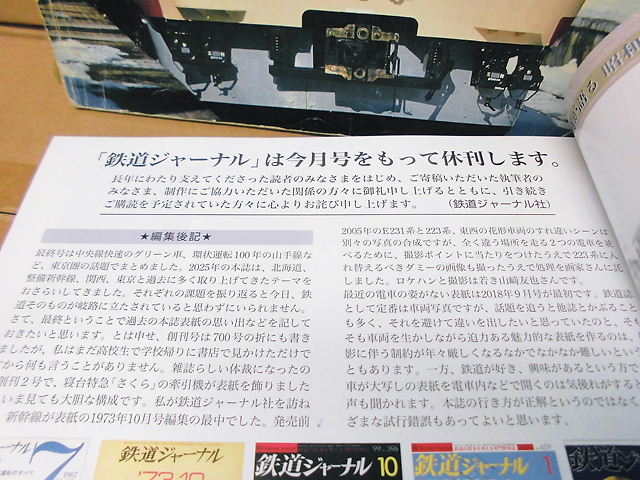 「鉄道ジャーナル」は今月号をもって休刊します。
長年にわたり支えてくださった読者のみなさまをはじめ、ご寄稿いただいた執筆者の
みなさま、制作にご協力いただいた関係の方々に御礼申し上げるとともに、引き続き
ご購読を予定されていた方々に心よりお詫び申し上げます。 (鉄道ジャーナル社)
★編集後記★
最終号は中央線快速のグリーン車、環状運転100年の山手線な
ど、東京圏の話題でまとめました。2025年の本誌は、北海道、
整備新幹線、関西、東京と過去に多く取り上げてきたテーマを
おさらいしてきました。それぞれの課題を振り返ると今日、鉄
道そのものが岐路に立たされていると思わずにいられません。
さて、最終ということで過去の本誌表紙の思い出などを記して
おきたいと思います。とは申せ、創刊号は700号の折にも書き
ましたが、私はまだ高校生で学校帰りに書店で見かけただけで
から何も言うことがありません。雑誌らしい体裁になった
創刊2号で、寝台特急「さくら」の牽引機が表紙を飾りました
いま見ても大胆な構成です。私が鉄道ジャーナル社を訪ね
新幹線が表紙の1973年10月号編集の最中でした。発売前
2005年のE231系と223系、東西の花形車両のすれ違いシーンは
別々の写真の合成ですが、全く違う場所を走る2つの電車を並
べるために、撮影ポイントに当たりをつけたうえで223系に入
れ替えるべきダミーの画像も撮ったうえで処理を画家さんに託
しました。ロケハンと撮影は若き山﨑友也さんです。
最近の電車の姿がない表紙は2018年9月号が最初です。鉄道誌
として定番は車両写真ですが、話題を追うと他誌とかぶること
も多く、それを避けて違いを出したいと思っていたのと、そ
そも車両を生かしながら迫力ある魅力的な表紙を作るのは、
影に伴う制約が年々厳しくなるなかでなかなか難しいとい
ともあります。一方、鉄道が好き、興味があるという方で
車が大写しの表紙を電車内などで開くのは気後れがする
声も聞かれます。本誌の行き方が正解というのではなく
ざまな試行錯誤もあってよいと思います。
ーナル
7
1967
鉄道ジャーナル
'73-10
鉄道ジャーナル 10
鉄道ジャーナル
1
鉄道ジャ